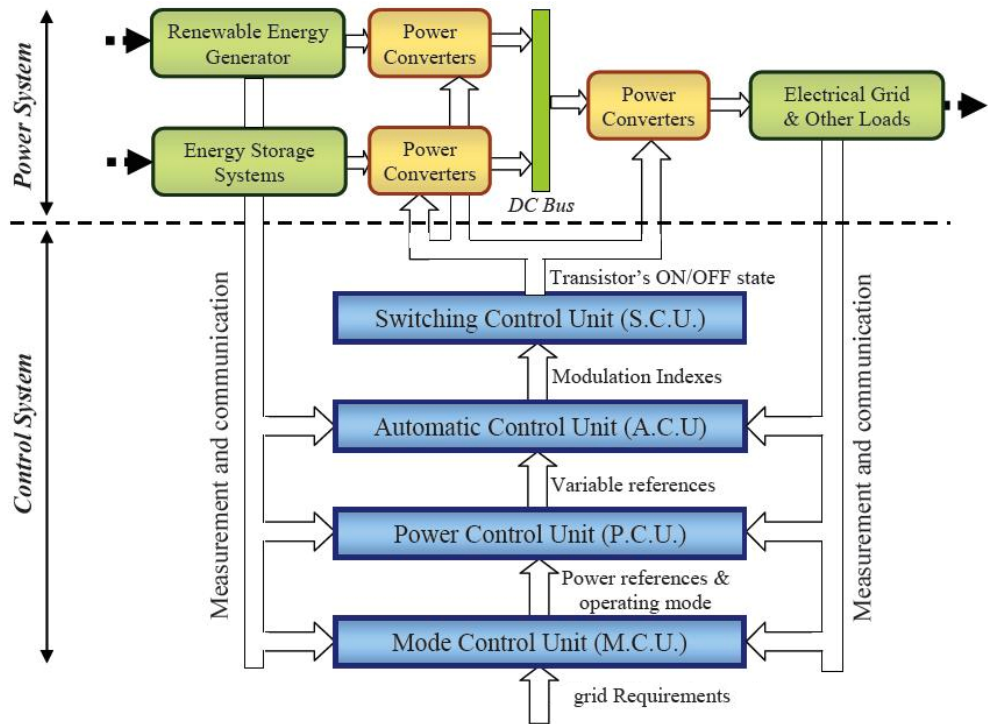 Power System
Renewable Energy
Generator
Power
Converters
Energy Storage
Systems
Power
Converters
DC Bus
Power
Converters
Electrical Grid
& Other Loads
Control System
Measurement and communication
Transistor's ON/OFF state
Switching Control Unit (S.C.U.)
Modulation Indexes
Automatic Control Unit (A.C.U)
Variable references
Power Control Unit (P.C.U.)
Power references &
operating mode
Mode Control Unit (M.C.U.)
grid Requirements
Measurement and communication